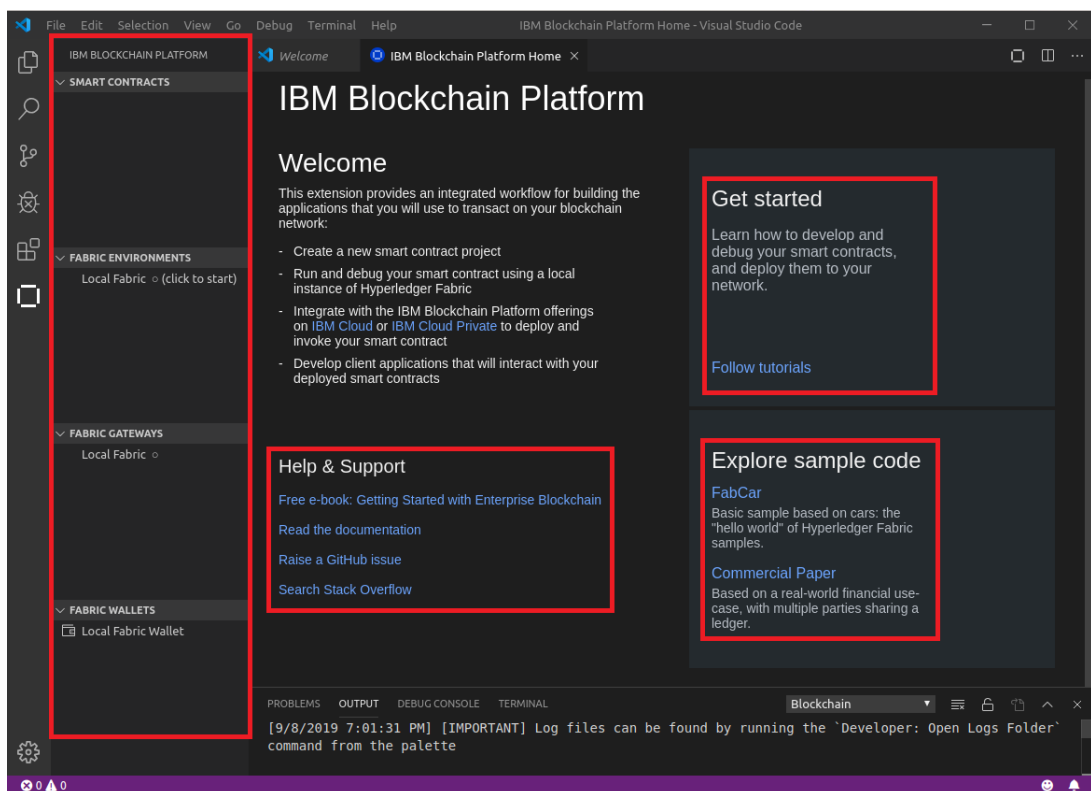 File Edit Selection View Go Debug Terminal Help IBM Blockchain Platform Home - Visual Studio Code
IBM BLOCKCHAIN PLATFORM
SMART CONTRACTS
FABRIC ENVIRONMENTS
Local Fabric ○ (click to start)
FABRIC GATEWAYS
Local Fabric ○
FABRIC WALLETS
Local Fabric Wallet
Welcome IBM Blockchain Platform Home ×
IBM Blockchain Platform
Welcome
This extension provides an integrated workflow for building the
applications that you will use to transact on your blockchain
network:
- Create a new smart contract project
- Run and debug your smart contract using a local
instance of Hyperledger Fabric
- Integrate with the IBM Blockchain Platform offerings
on IBM Cloud or IBM Cloud Private to deploy and
invoke your smart contract
- Develop client applications that will interact with your
deployed smart contracts
Help & Support
Free e-book: Getting Started with Enterprise Blockchain
Read the documentation
Raise a GitHub issue
Search Stack Overflow
Get started
Learn how to develop and
debug your smart contracts,
and deploy them to your
network.
Follow tutorials
Explore sample code
FabCar
Basic sample based on cars: the
"hello world" of Hyperledger Fabric
samples.
Commercial Paper
Based on a real-world financial use-
case, with multiple parties sharing a
ledger.
PROBLEMS OUTPUT DEBUG CONSOLE TERMINAL Blockchain
[9/8/2019 7:01:31 PM] [IMPORTANT] Log files can be found by running the `Developer: Open Logs Folder`
command from the palette
0 0